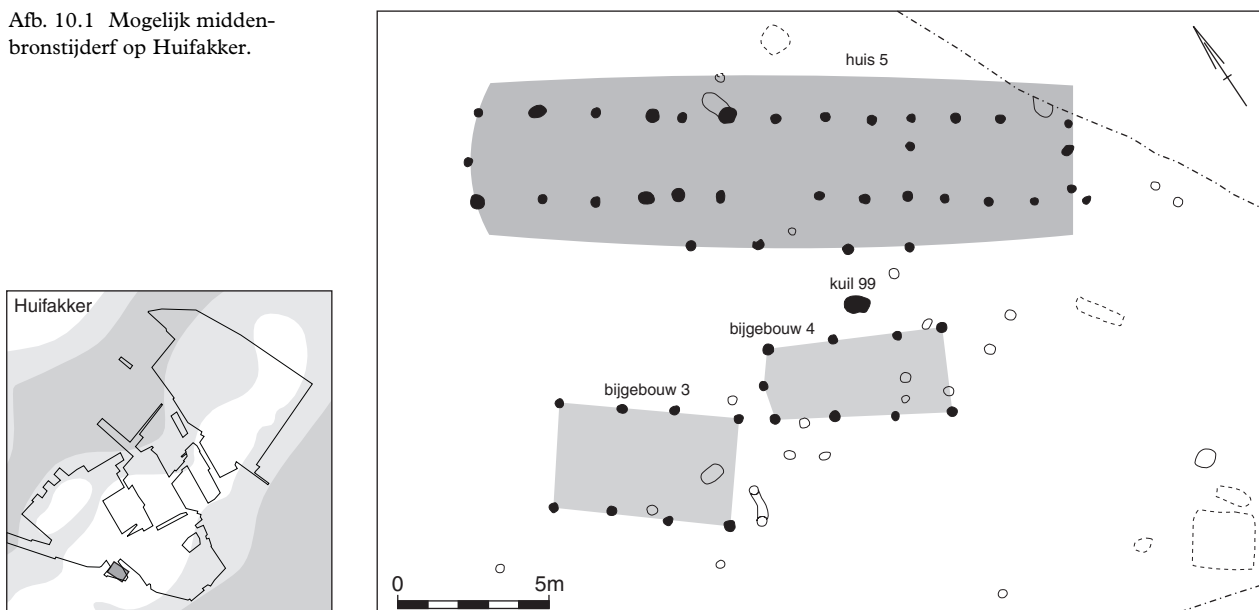 Afb. 10.1 Mogelijk midden-
bronstijderf op Huifakker.
huis 5
kuil 99
bijgebouw 4
bijgebouw 3
Huifakker
0 5m